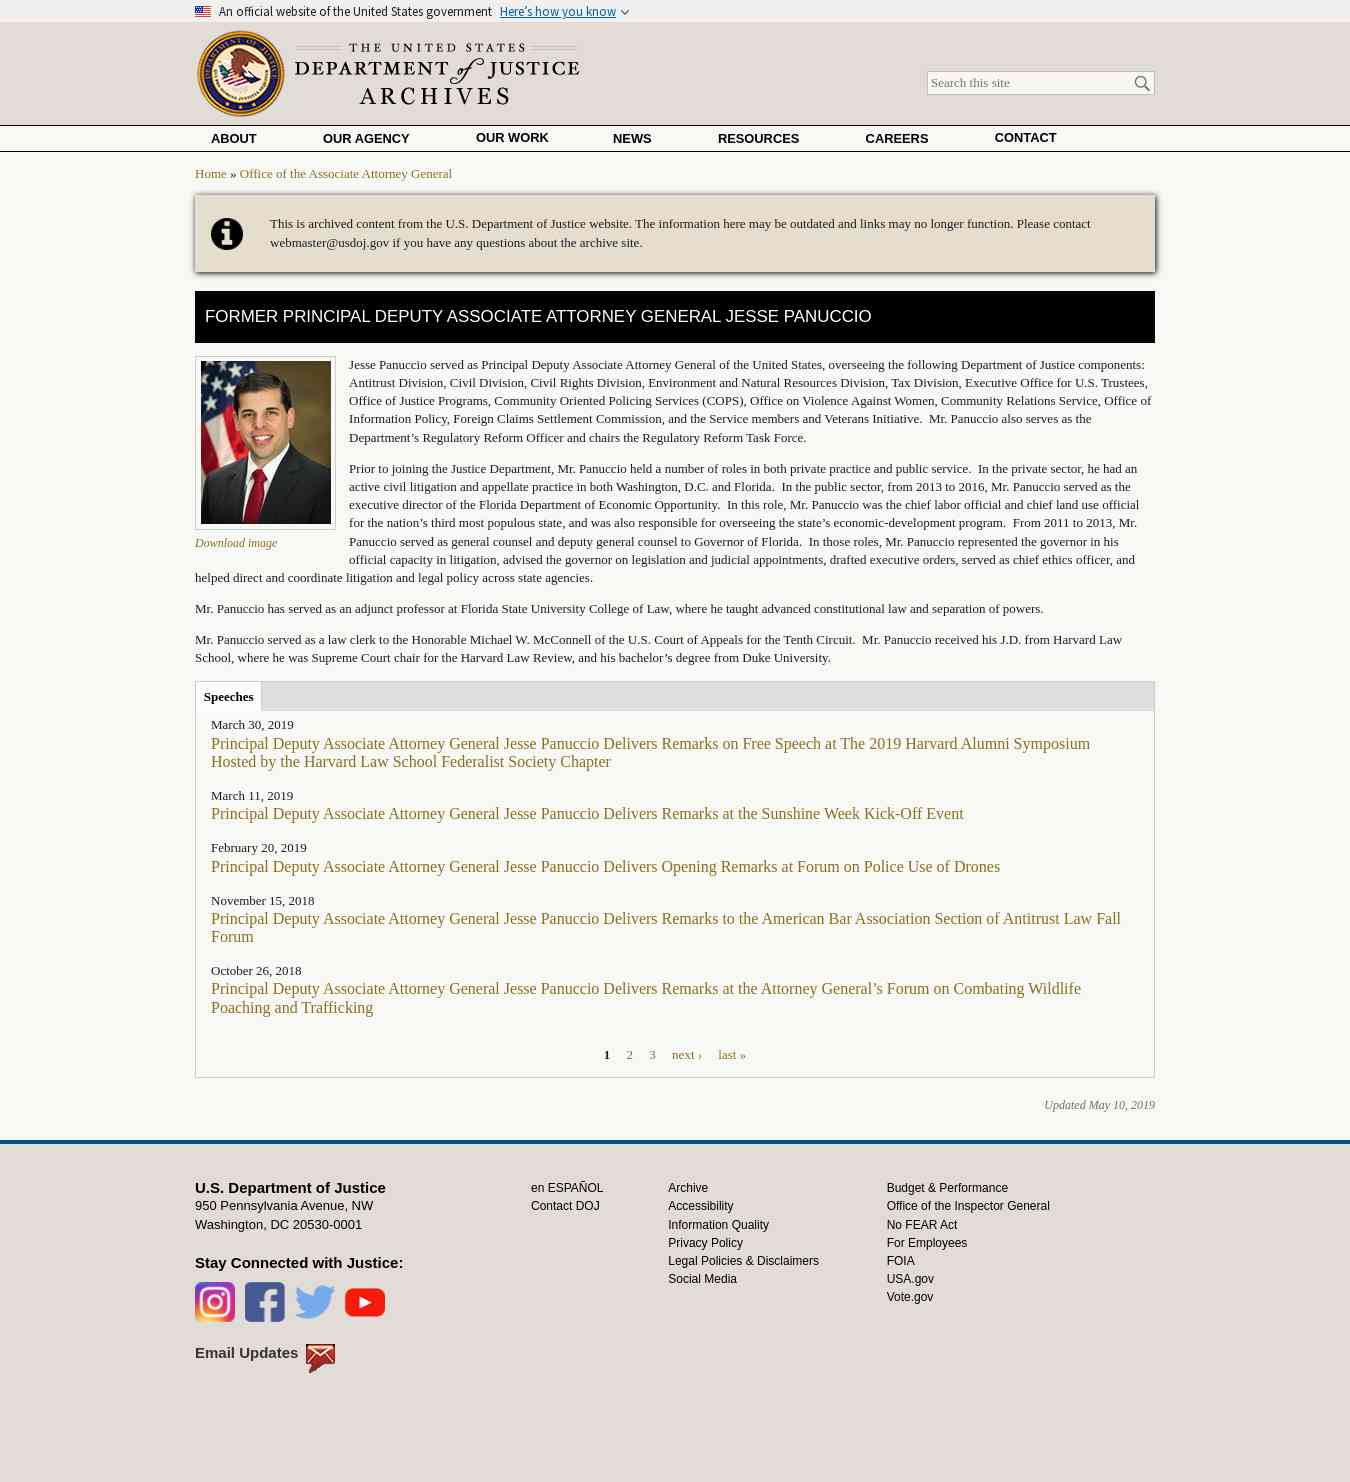 An official website of the United States government Here's how you know
THE UNITED STATES
DEPARTMENT of JUSTICE
ARCHIVES
Search this site
ABOUT OUR AGENCY OUR WORK NEWS RESOURCES CAREERS CONTACT
Home » Office of the Associate Attorney General
This is archived content from the U.S. Department of Justice website. The information here may be outdated and links may no longer function. Please contact
webmaster@usdoj.gov if you have any questions about the archive site.
FORMER PRINCIPAL DEPUTY ASSOCIATE ATTORNEY GENERAL JESSE PANUCCIO
Jesse Panuccio served as Principal Deputy Associate Attorney General of the United States, overseeing the following Department of Justice components:
Antitrust Division, Civil Division, Civil Rights Division, Environment and Natural Resources Division, Tax Division, Executive Office for U.S. Trustees,
Office of Justice Programs, Community Oriented Policing Services (COPS), Office on Violence Against Women, Community Relations Service, Office of
Information Policy, Foreign Claims Settlement Commission, and the Service members and Veterans Initiative.  Mr. Panuccio also serves as the
Department's Regulatory Reform Officer and chairs the Regulatory Reform Task Force.
Prior to joining the Justice Department, Mr. Panuccio held a number of roles in both private practice and public service.  In the private sector, he had an
active civil litigation and appellate practice in both Washington, D.C. and Florida.  In the public sector, from 2013 to 2016, Mr. Panuccio served as the
executive director of the Florida Department of Economic Opportunity.  In this role, Mr. Panuccio was the chief labor official and chief land use official
for the nation's third most populous state, and was also responsible for overseeing the state's economic-development program.  From 2011 to 2013, Mr.
Panuccio served as general counsel and deputy general counsel to Governor of Florida.  In those roles, Mr. Panuccio represented the governor in his
official capacity in litigation, advised the governor on legislation and judicial appointments, drafted executive orders, served as chief ethics officer, and
helped direct and coordinate litigation and legal policy across state agencies.
Download image
Mr. Panuccio has served as an adjunct professor at Florida State University College of Law, where he taught advanced constitutional law and separation of powers.
Mr. Panuccio served as a law clerk to the Honorable Michael W. McConnell of the U.S. Court of Appeals for the Tenth Circuit.  Mr. Panuccio received his J.D. from Harvard Law
School, where he was Supreme Court chair for the Harvard Law Review, and his bachelor's degree from Duke University.
Speeches
March 30, 2019
Principal Deputy Associate Attorney General Jesse Panuccio Delivers Remarks on Free Speech at The 2019 Harvard Alumni Symposium
Hosted by the Harvard Law School Federalist Society Chapter
March 11, 2019
Principal Deputy Associate Attorney General Jesse Panuccio Delivers Remarks at the Sunshine Week Kick-Off Event
February 20, 2019
Principal Deputy Associate Attorney General Jesse Panuccio Delivers Opening Remarks at Forum on Police Use of Drones
November 15, 2018
Principal Deputy Associate Attorney General Jesse Panuccio Delivers Remarks to the American Bar Association Section of Antitrust Law Fall
Forum
October 26, 2018
Principal Deputy Associate Attorney General Jesse Panuccio Delivers Remarks at the Attorney General's Forum on Combating Wildlife
Poaching and Trafficking
1 2 3 next › last »
Updated May 10, 2019
U.S. Department of Justice
950 Pennsylvania Avenue, NW
Washington, DC 20530-0001
Stay Connected with Justice:
Email Updates
en ESPAÑOL
Contact DOJ
Archive
Accessibility
Information Quality
Privacy Policy
Legal Policies & Disclaimers
Social Media
Budget & Performance
Office of the Inspector General
No FEAR Act
For Employees
FOIA
USA.gov
Vote.gov